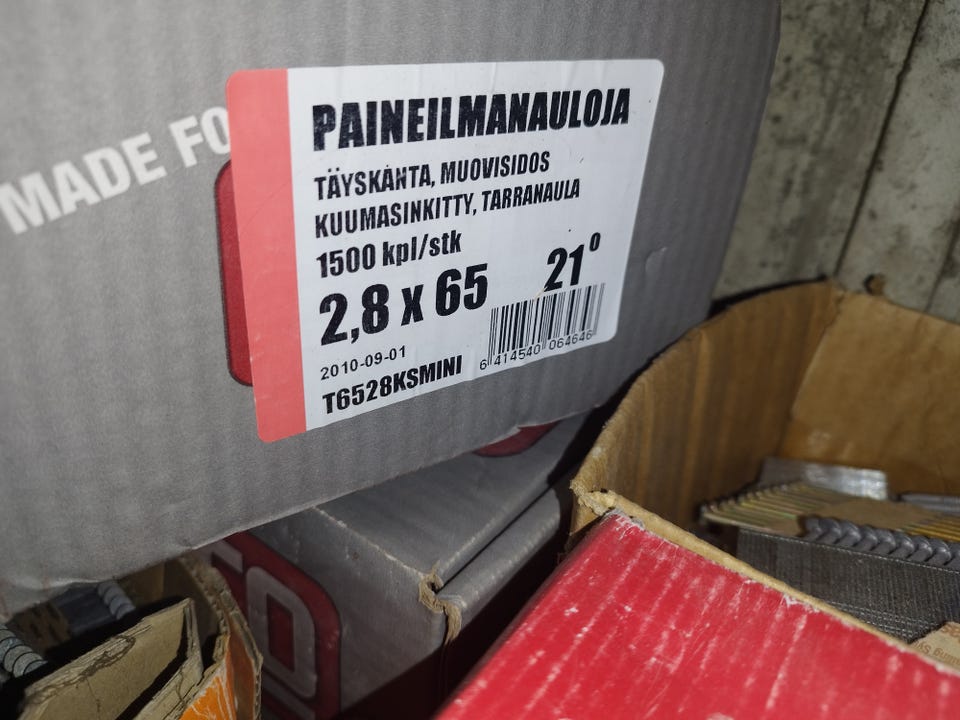 MADE FO
PAINEILMANAULOJA
TÄYSKANTA, MUOVISIDOS
KUUMASINKITTY, TARRANAULA
1500 kpl/stk
2,8 x 65 21°
2010-09-01
6 414540 064646
T6528KSMINI